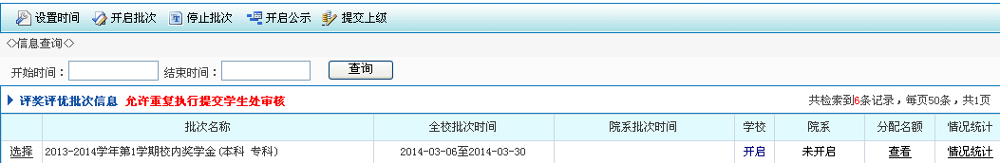 设置时间 开启批次 停止批次 开启公示 提交上级
<>信息查询<>
开始时间： 结束时间： 查询
评奖评优批次信息 允许重复执行提交学生处审核 共检索到6条记录，每页50条，共1页
批次名称 全校批次时间 院系批次时间 学校 院系 分配名额 情况统计
选择 2013-2014学年第1学期校内奖学金(本科 专科) 2014-03-06至2014-03-30 开启 未开启 查看 情况统计